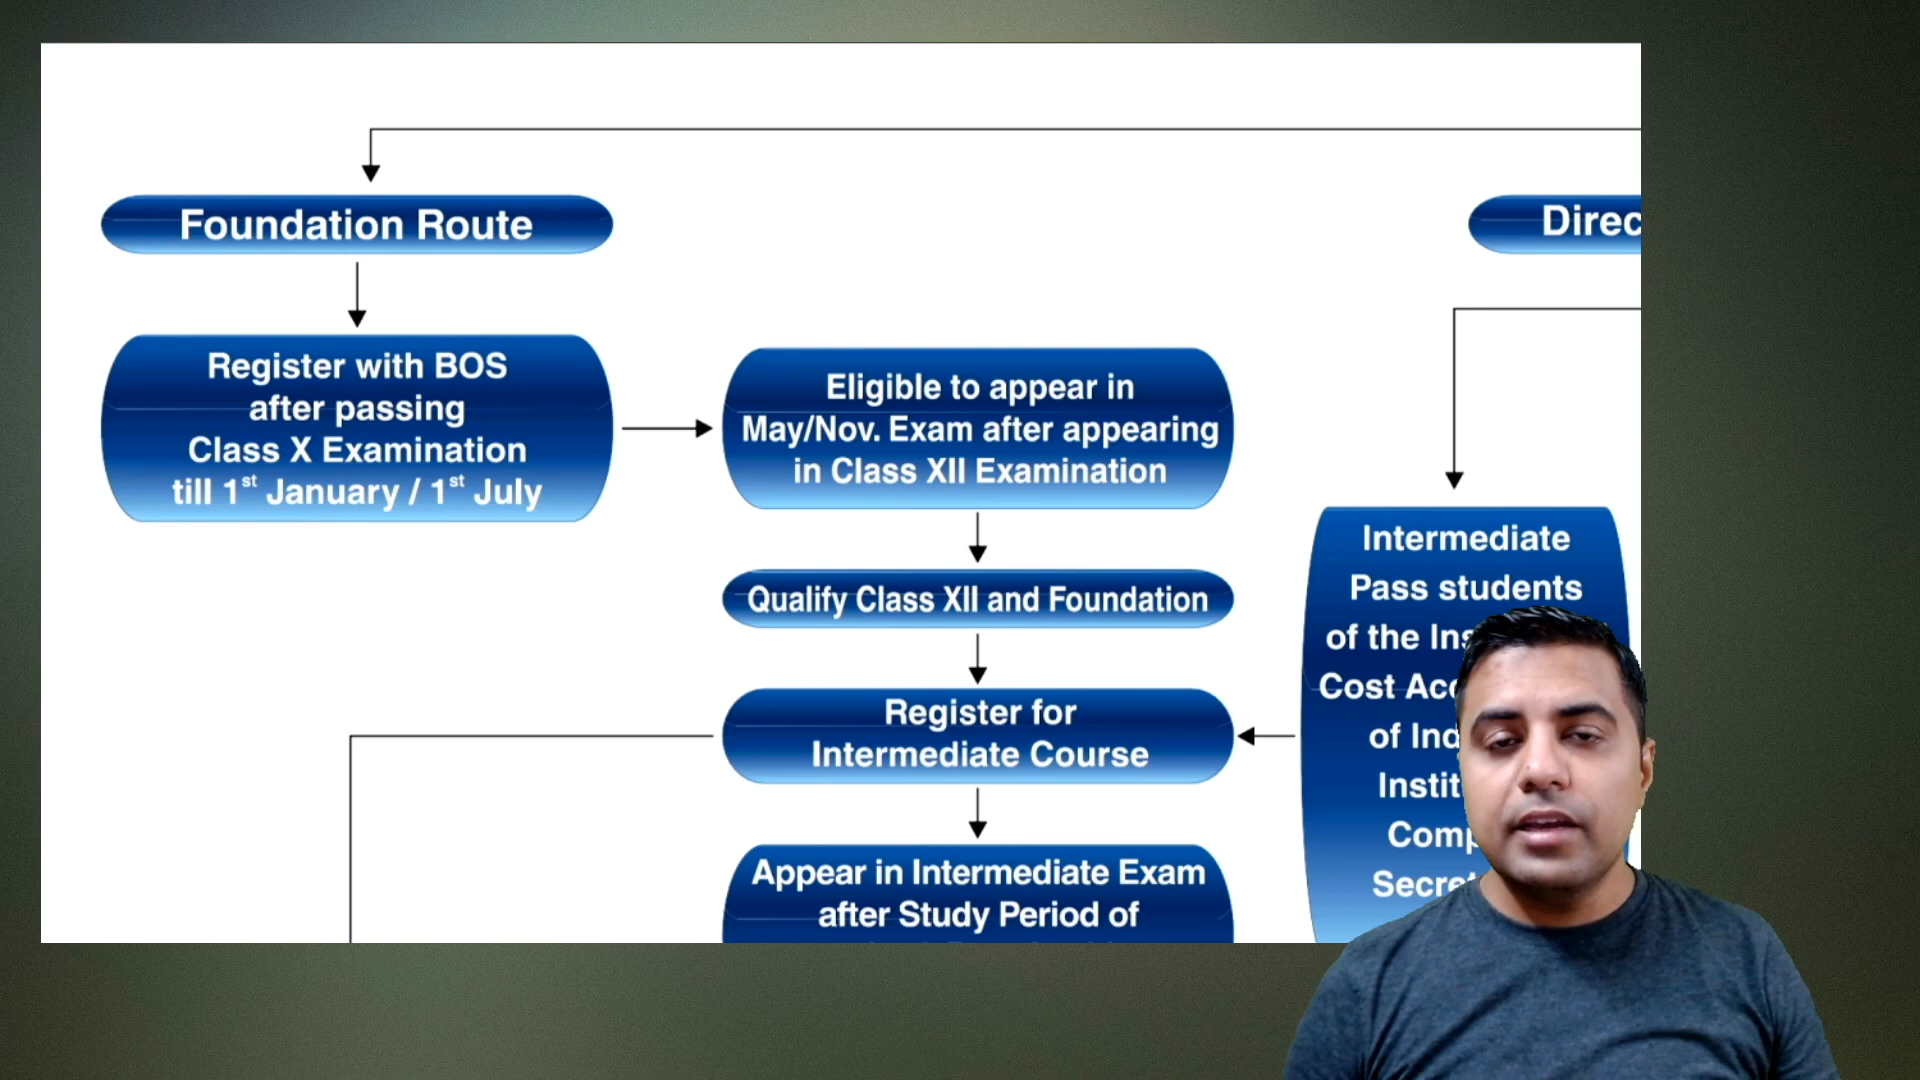 Foundation Route
Direc
Register with BOS
after passing
Class X Examination
till 1st January / 1st July
Eligible to appear in
May/Nov. Exam after appearing
in Class XII Examination
Qualify Class XII and Foundation
Register for
Intermediate Course
Appear in Intermediate Exam
after Study Period of
Intermediate
Pass students
of the Ins
Cost Acc
of Ind
Instit
Comp
Secret